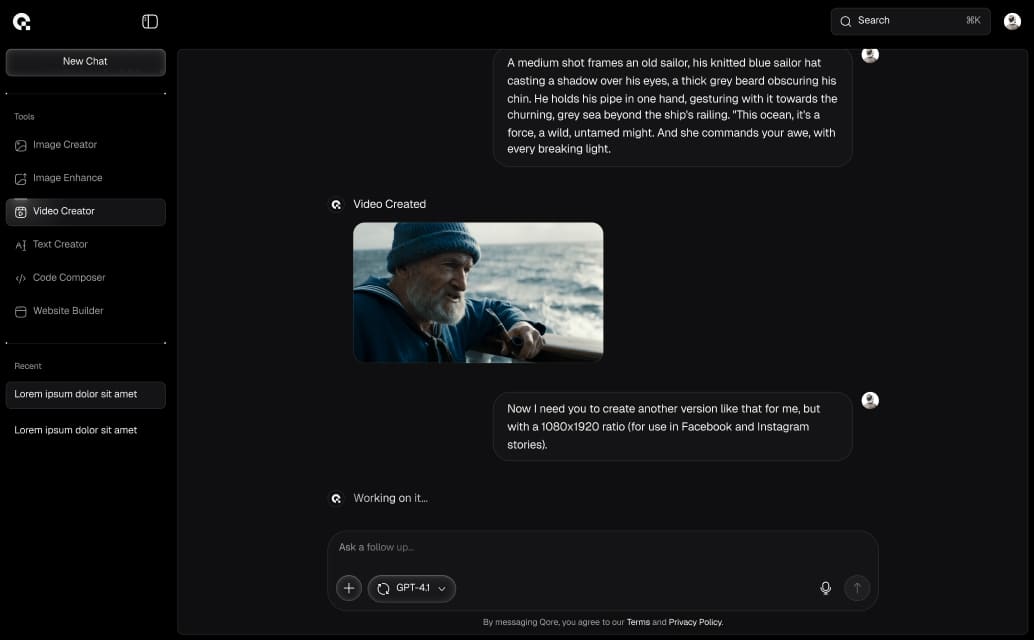 Search
⌘K
New Chat
Tools
Image Creator
Image Enhance
Video Creator
Text Creator
Code Composer
Website Builder
Recent
Lorem ipsum dolor sit amet
Lorem ipsum dolor sit amet
A medium shot frames an old sailor, his knitted blue sailor hat
casting a shadow over his eyes, a thick grey beard obscuring his
chin. He holds his pipe in one hand, gesturing with it towards the
churning, grey sea beyond the ship's railing. "This ocean, it's a
force, a wild, untamed might. And she commands your awe, with
every breaking light.
Video Created
Now I need you to create another version like that for me, but
with a 1080x1920 ratio (for use in Facebook and Instagram
stories).
Working on it...
Ask a follow up...
GPT-4.1
By messaging Qore, you agree to our Terms and Privacy Policy.